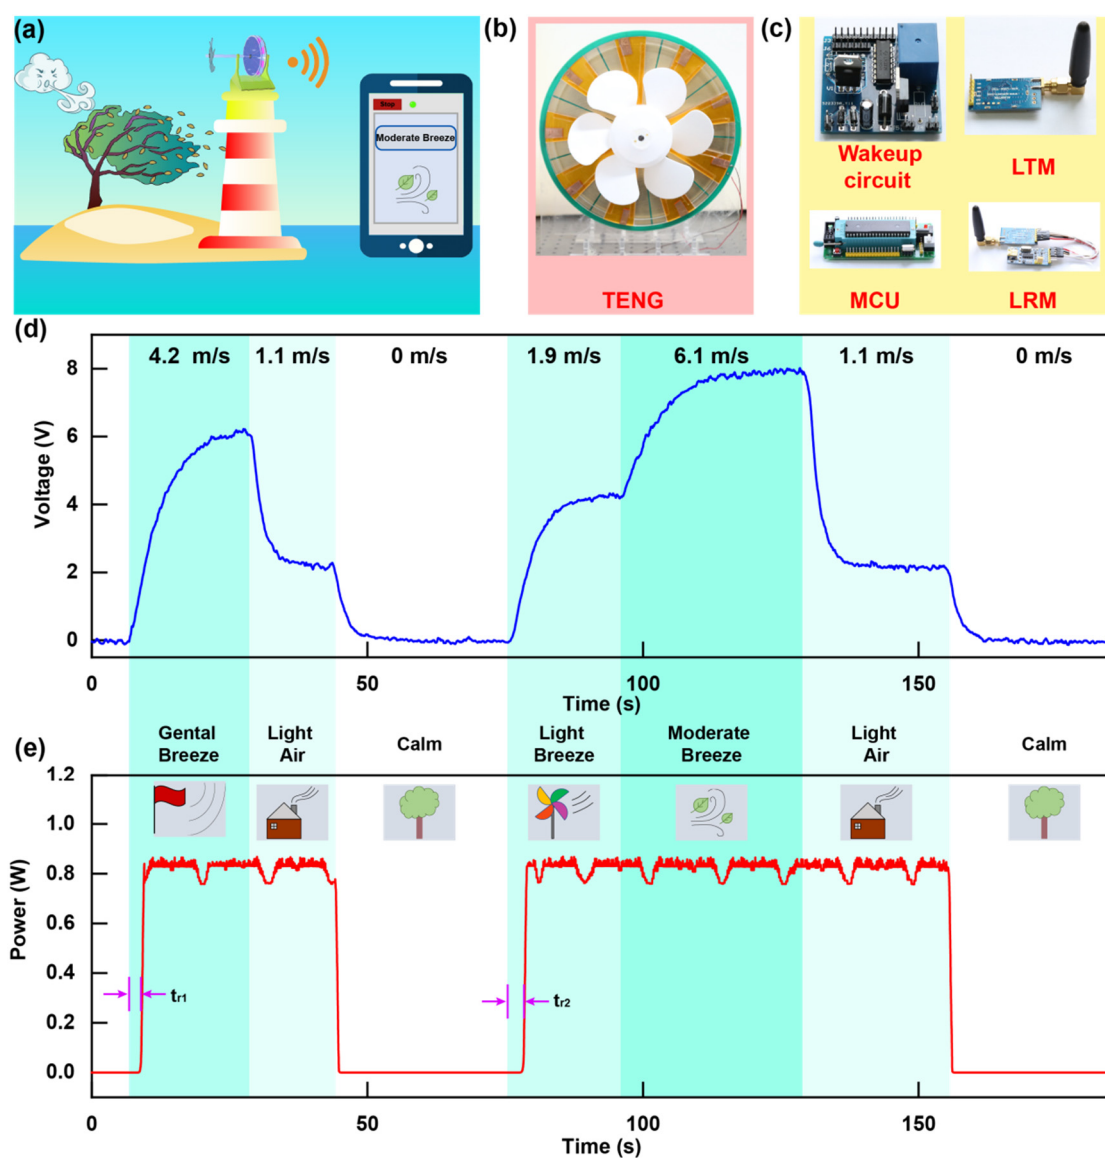 (a)
Stop
Moderate Breeze
(b)
TENG
(c)
Wakeup
circuit
LTM
MCU
LRM
(d)
4.2 m/s
1.1 m/s
0 m/s
1.9 m/s
6.1 m/s
1.1 m/s
0 m/s
Voltage (V)
8
6
4
2
0
0
50
100
150
Time (s)
(e)
Gental
Breeze
Light
Air
Calm
Light
Breeze
Moderate
Breeze
Light
Air
Calm
Power (W)
1.2
1.0
0.8
0.6
0.4
0.2
0.0
tr1
tr2
0
50
100
150
Time (s)